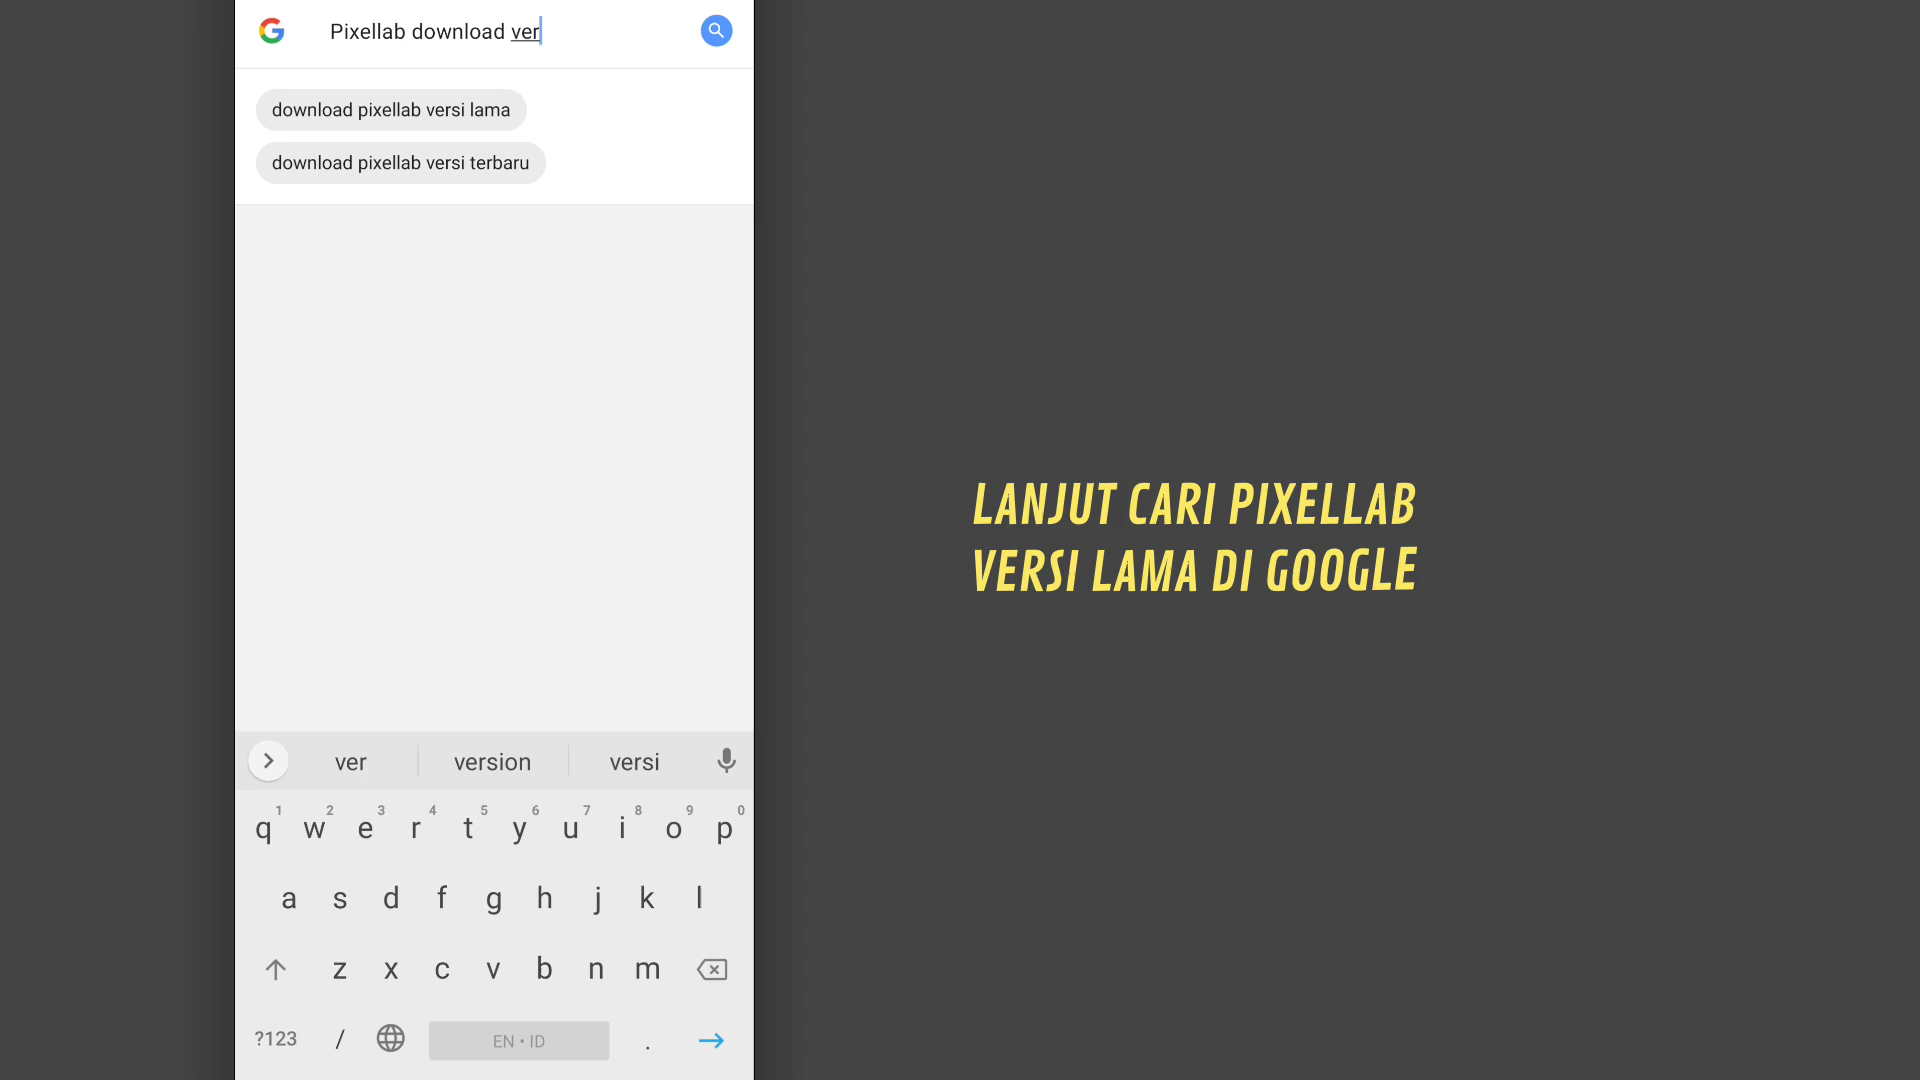 Pixellab download ver
download pixellab versi lama
download pixellab versi terbaru
LANJUT CARI PIXELLAB
VERSI LAMA DI GOOGLE
ver version versi
1 2 3 4 5 6 7 8 9 0
q w e r t y u i o p
a s d f g h j k l
z x c v b n m
?123 / EN • ID .